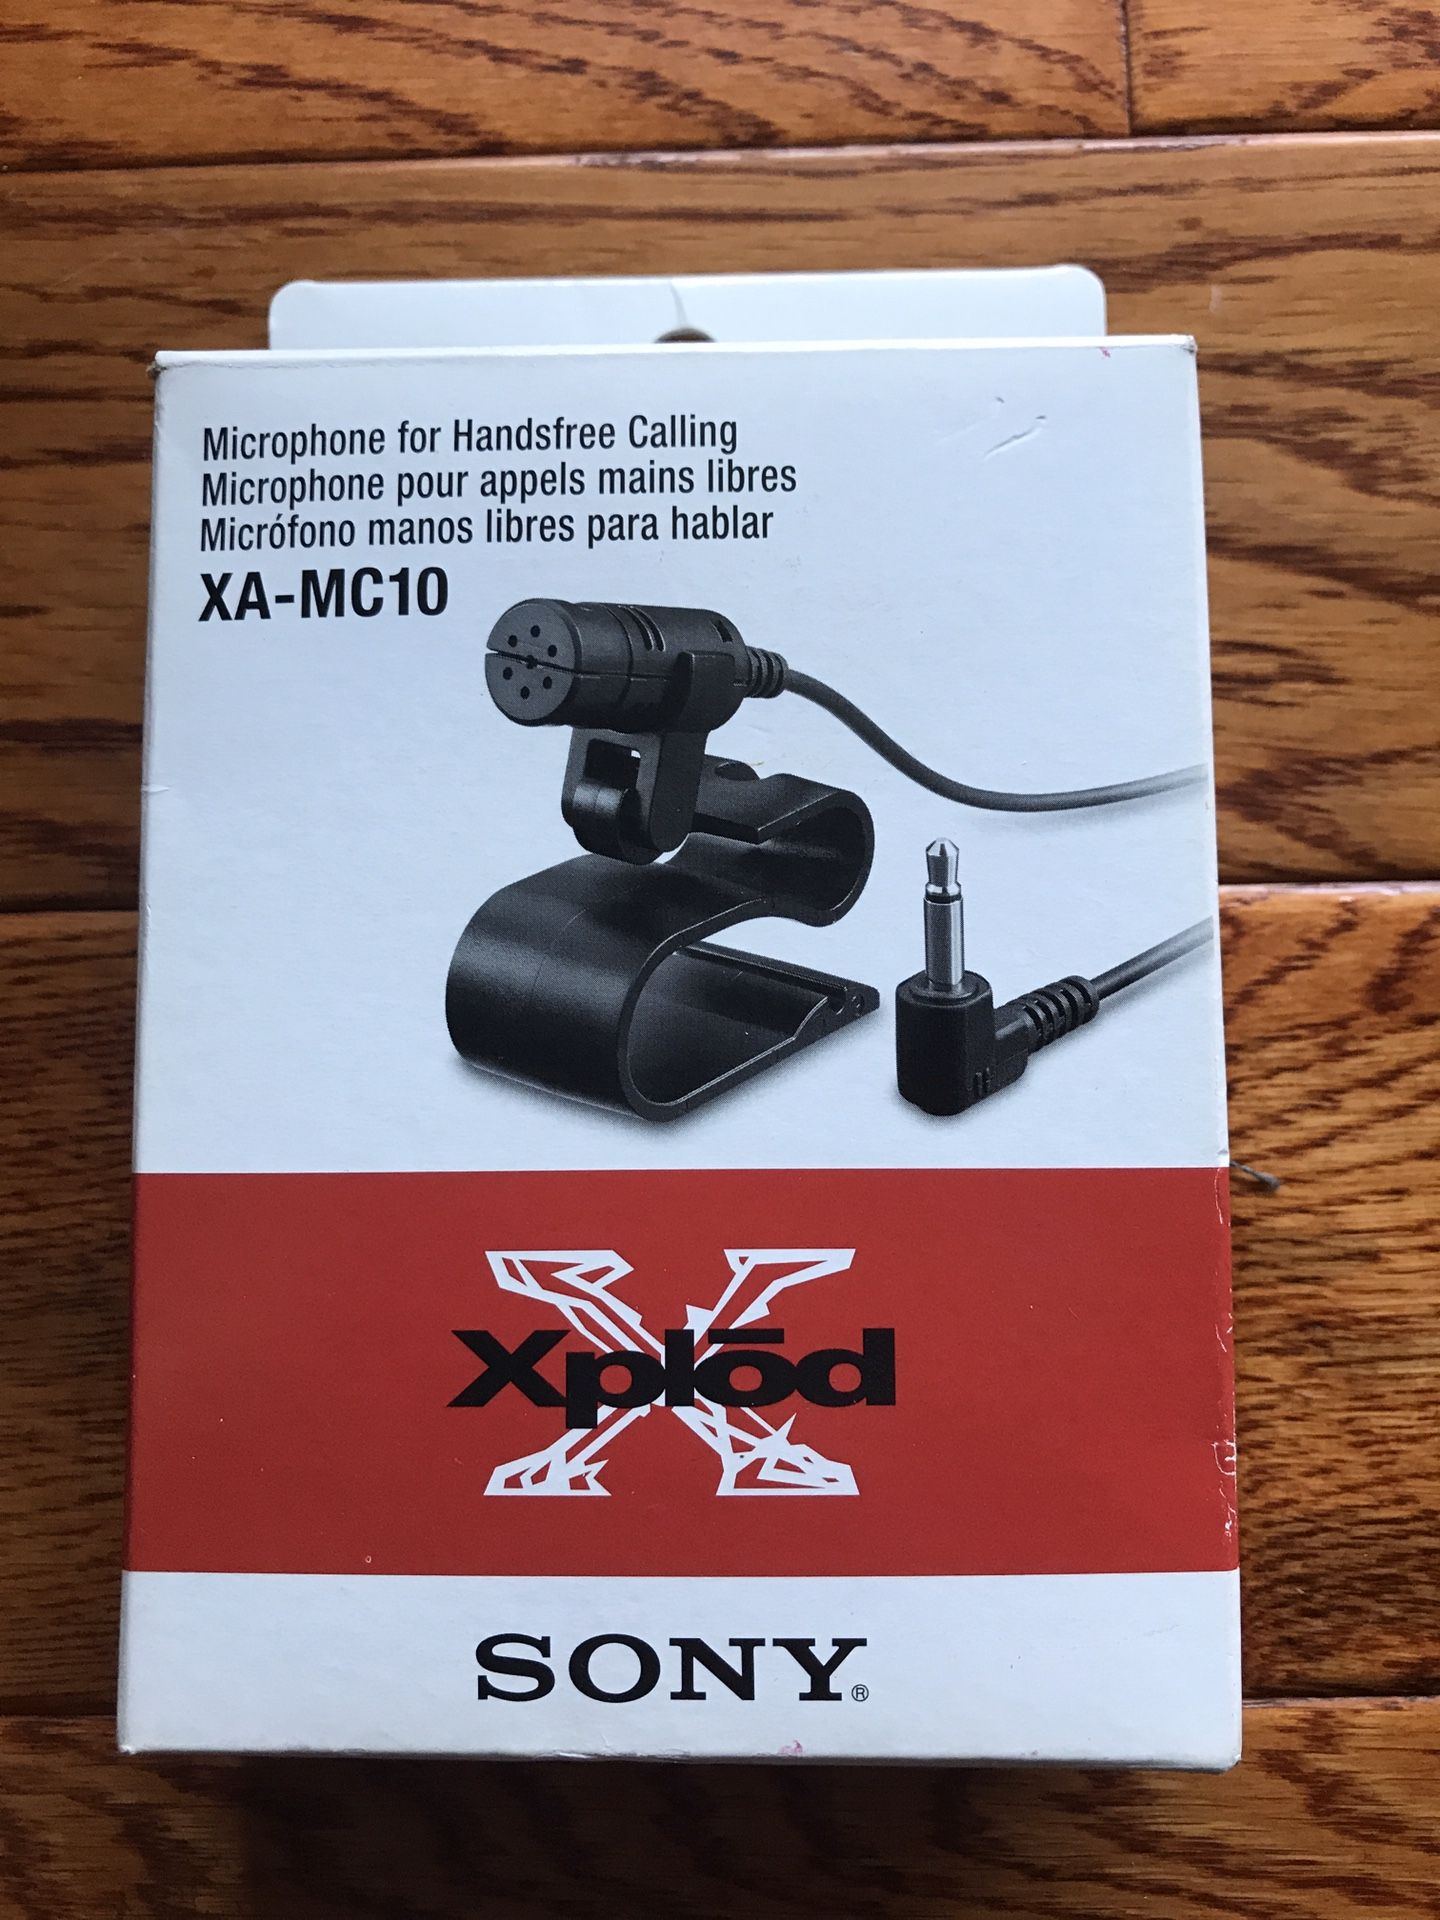 Microphone for Handsfree Calling
Microphone pour appels mains libres
Micrófono manos libres para hablar
XA-MC10
Xplōd
SONY®